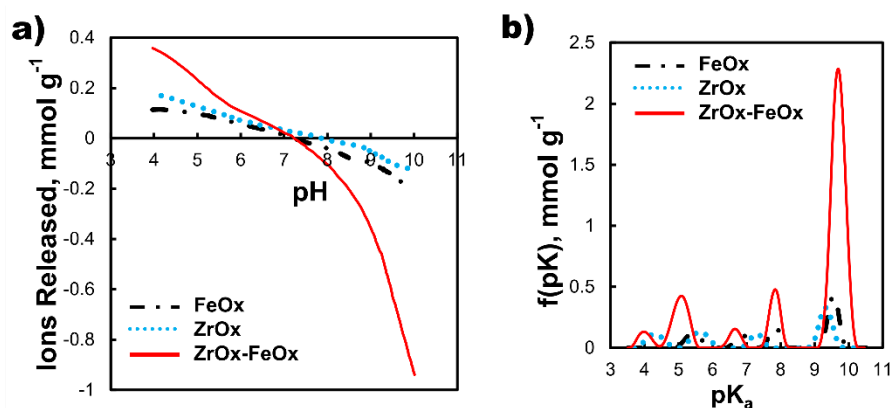 a)
Ions Released, mmol g⁻¹
0.4
0.2
0
-0.2
-0.4
-0.6
-0.8
-1
3 4 5 6 7 8 9 10 11
pH
FeOx
ZrOx
ZrOx-FeOx
b)
f(pK), mmol g⁻¹
2.5
2
1.5
1
0.5
0
3 4 5 6 7 8 9 10 11
pKₐ
FeOx
ZrOx
ZrOx-FeOx